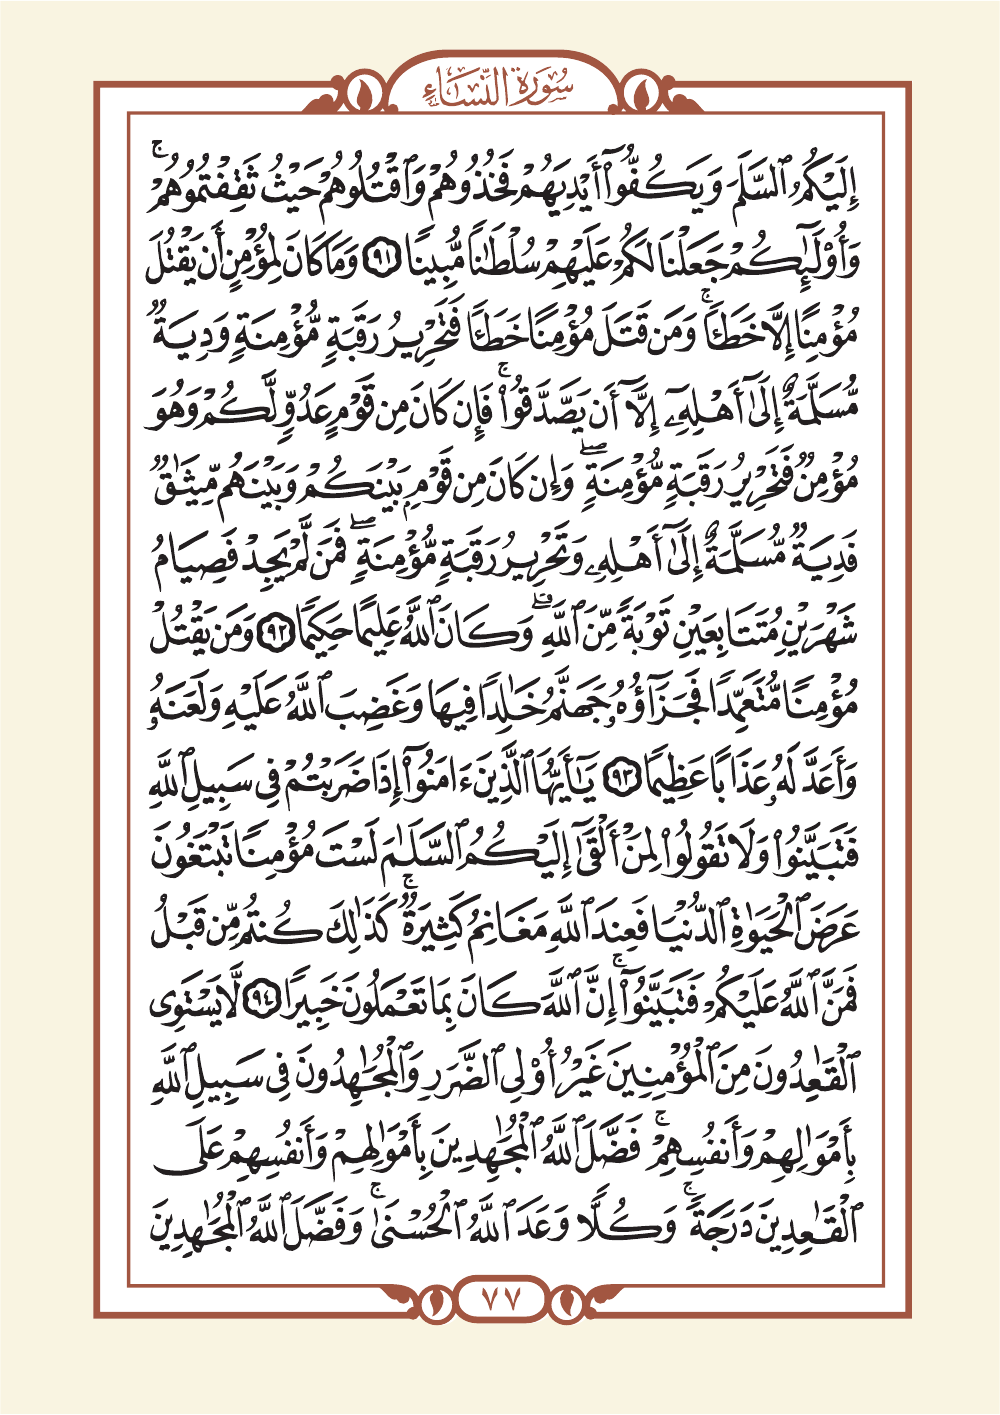 سُورَةُ النِّسَاءِ
إِلَيْكُمُ ٱلسَّلَمَ وَيَكُفُّوٓا۟ أَيْدِيَهُمْ فَخُذُوهُمْ وَٱقْتُلُوهُمْ حَيْثُ ثَقِفْتُمُوهُمْ ۚ
وَأُو۟لَٰٓئِكُمْ جَعَلْنَا لَكُمْ عَلَيْهِمْ سُلْطَٰنًا مُّبِينًا ٩١ وَمَا كَانَ لِمُؤْمِنٍ أَن يَقْتُلَ
مُؤْمِنًا إِلَّا خَطَـًٔا ۚ وَمَن قَتَلَ مُؤْمِنًا خَطَـًٔا فَتَحْرِيرُ رَقَبَةٍ مُّؤْمِنَةٍ وَدِيَةٌ
مُّسَلَّمَةٌ إِلَىٰٓ أَهْلِهِۦٓ إِلَّآ أَن يَصَّدَّقُوا۟ ۚ فَإِن كَانَ مِن قَوْمٍ عَدُوٍّ لَّكُمْ وَهُوَ
مُؤْمِنٌ فَتَحْرِيرُ رَقَبَةٍ مُّؤْمِنَةٍ ۖ وَإِن كَانَ مِن قَوْمٍۭ بَيْنَكُمْ وَبَيْنَهُم مِّيثَٰقٌ
فَدِيَةٌ مُّسَلَّمَةٌ إِلَىٰٓ أَهْلِهِۦ وَتَحْرِيرُ رَقَبَةٍ مُّؤْمِنَةٍ ۖ فَمَن لَّمْ يَجِدْ فَصِيَامُ
شَهْرَيْنِ مُتَتَابِعَيْنِ تَوْبَةً مِّنَ ٱللَّهِ ۗ وَكَانَ ٱللَّهُ عَلِيمًا حَكِيمًا ٩٢ وَمَن يَقْتُلْ
مُؤْمِنًا مُّتَعَمِّدًا فَجَزَآؤُهُۥ جَهَنَّمُ خَٰلِدًا فِيهَا وَغَضِبَ ٱللَّهُ عَلَيْهِ وَلَعَنَهُۥ
وَأَعَدَّ لَهُۥ عَذَابًا عَظِيمًا ٩٣ يَٰٓأَيُّهَا ٱلَّذِينَ ءَامَنُوٓا۟ إِذَا ضَرَبْتُمْ فِى سَبِيلِ ٱللَّهِ
فَتَبَيَّنُوا۟ وَلَا تَقُولُوا۟ لِمَنْ أَلْقَىٰٓ إِلَيْكُمُ ٱلسَّلَٰمَ لَسْتَ مُؤْمِنًا تَبْتَغُونَ
عَرَضَ ٱلْحَيَوٰةِ ٱلدُّنْيَا فَعِندَ ٱللَّهِ مَغَانِمُ كَثِيرَةٌ ۚ كَذَٰلِكَ كُنتُم مِّن قَبْلُ
فَمَنَّ ٱللَّهُ عَلَيْكُمْ فَتَبَيَّنُوٓا۟ ۚ إِنَّ ٱللَّهَ كَانَ بِمَا تَعْمَلُونَ خَبِيرًا ٩٤ لَّا يَسْتَوِى
ٱلْقَٰعِدُونَ مِنَ ٱلْمُؤْمِنِينَ غَيْرُ أُو۟لِى ٱلضَّرَرِ وَٱلْمُجَٰهِدُونَ فِى سَبِيلِ ٱللَّهِ
بِأَمْوَٰلِهِمْ وَأَنفُسِهِمْ ۚ فَضَّلَ ٱللَّهُ ٱلْمُجَٰهِدِينَ بِأَمْوَٰلِهِمْ وَأَنفُسِهِمْ عَلَى
ٱلْقَٰعِدِينَ دَرَجَةً ۚ وَكُلًّا وَعَدَ ٱللَّهُ ٱلْحُسْنَىٰ ۚ وَفَضَّلَ ٱللَّهُ ٱلْمُجَٰهِدِينَ
٧٧